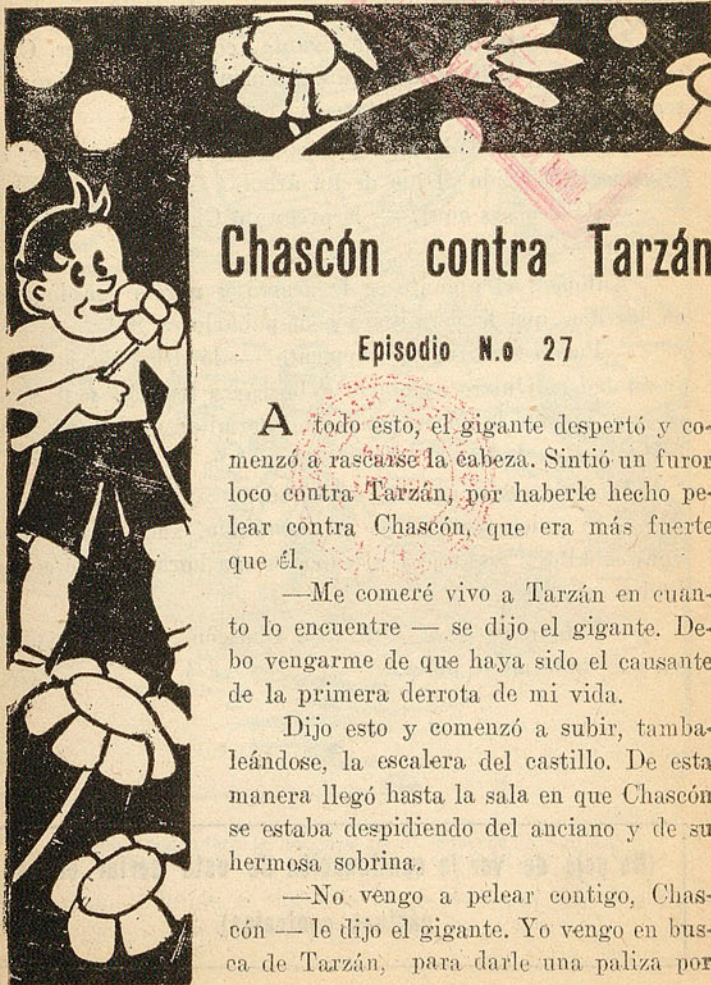 Chascón contra Tarzán
Episodio N.o 27
A todo esto, el gigante despertó y co-
menzó a rascarse la cabeza. Sintió un furor
loco contra Tarzán, por haberle hecho pe-
lear contra Chascón, que era más fuerte
que él.
—Me comeré vivo a Tarzán en cuan-
to lo encuentre — se dijo el gigante. De-
bo vengarme de que haya sido el causante
de la primera derrota de mi vida.
Dijo esto y comenzó a subir, tamba-
leándose, la escalera del castillo. De esta
manera llegó hasta la sala en que Chascón
se estaba despidiendo del anciano y de su
hermosa sobrina.
—No vengo a pelear contigo, Chas-
cón — le dijo el gigante. Yo vengo en bus-
ca de Tarzán, para darle una paliza por